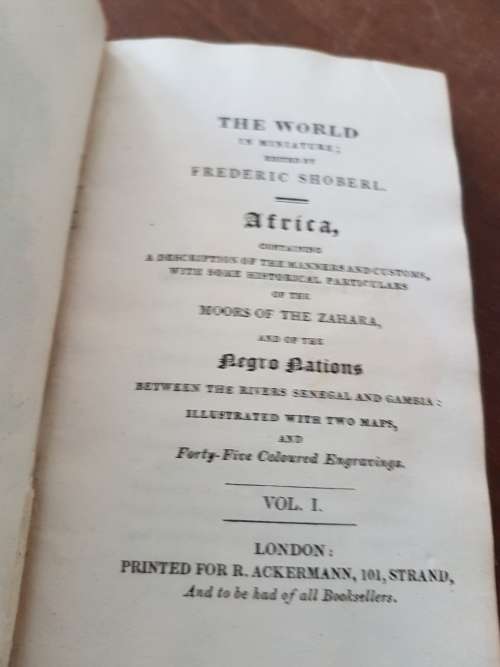 THE WORLD
IN MINIATURE;
EDITED BY
FREDERIC SHOBERL.
Africa,
CONTAINING
A DESCRIPTION OF THE MANNERS AND CUSTOMS,
WITH SOME HISTORICAL PARTICULARS
OF THE
MOORS OF THE ZAHARA,
AND OF THE
Negro Nations
BETWEEN THE RIVERS SENEGAL AND GAMBIA:
ILLUSTRATED WITH TWO MAPS,
AND
Forty-Five Coloured Engravings.
VOL. I.
LONDON:
PRINTED FOR R. ACKERMANN, 101, STRAND,
And to be had of all Booksellers.